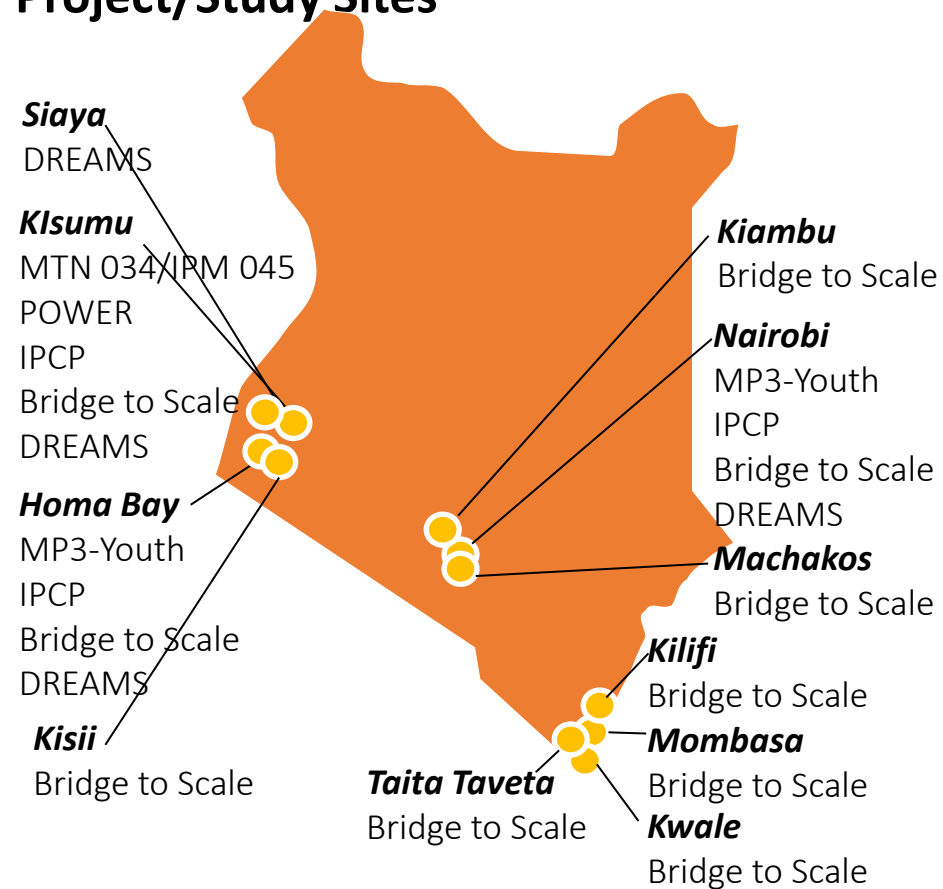 Project/Study Sites
Siaya
DREAMS
KIsumu
MTN 034/IPM 045
POWER
IPCP
Bridge to Scale
DREAMS
Homa Bay
MP3-Youth
IPCP
Bridge to Scale
DREAMS
Kisii
Bridge to Scale
Kiambu
Bridge to Scale
Nairobi
MP3-Youth
IPCP
Bridge to Scale
DREAMS
Machakos
Bridge to Scale
Kilifi
Bridge to Scale
Mombasa
Bridge to Scale
Kwale
Bridge to Scale
Taita Taveta
Bridge to Scale